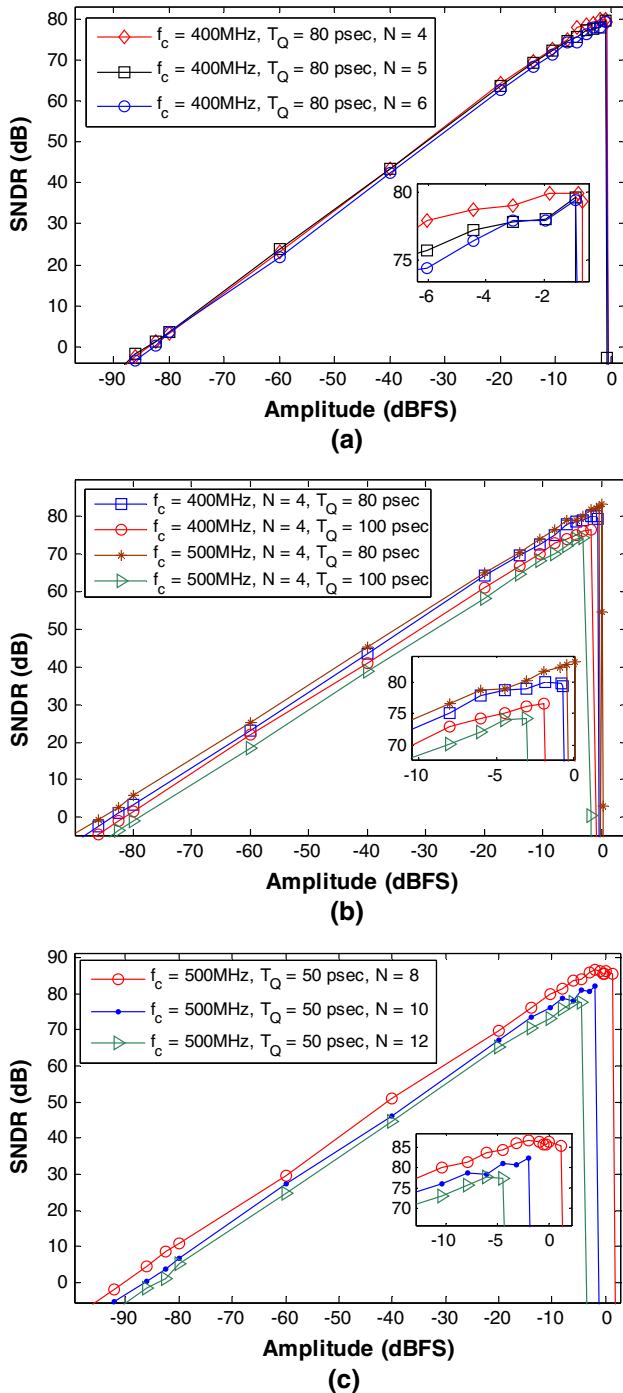 80
70
60
50
40
30
20
10
0
SNDR (dB)
f_c = 400MHz, T_Q = 80 psec, N = 4
f_c = 400MHz, T_Q = 80 psec, N = 5
f_c = 400MHz, T_Q = 80 psec, N = 6
80
75
-6 -4 -2
-90 -80 -70 -60 -50 -40 -30 -20 -10 0
Amplitude (dBFS)
(a)
80
70
60
50
40
30
20
10
0
SNDR (dB)
f_c = 400MHz, N = 4, T_Q = 80 psec
f_c = 400MHz, N = 4, T_Q = 100 psec
f_c = 500MHz, N = 4, T_Q = 80 psec
f_c = 500MHz, N = 4, T_Q = 100 psec
80
75
70
-10 -5 0
-80 -70 -60 -50 -40 -30 -20 -10 0
Amplitude (dBFS)
(b)
90
80
70
60
50
40
30
20
10
0
SNDR (dB)
f_c = 500MHz, T_Q = 50 psec, N = 8
f_c = 500MHz, T_Q = 50 psec, N = 10
f_c = 500MHz, T_Q = 50 psec, N = 12
85
80
75
70
-10 -5 0
-90 -80 -70 -60 -50 -40 -30 -20 -10 0
Amplitude (dBFS)
(c)